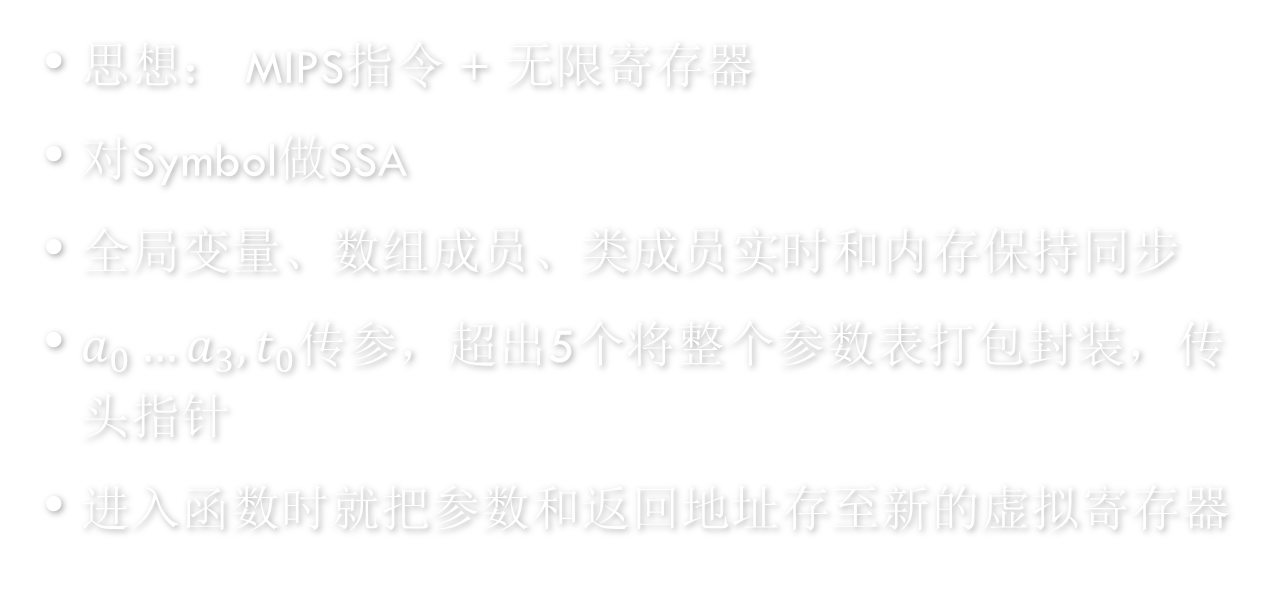 • 思想： MIPS指令 + 无限寄存器
• 对Symbol做SSA
• 全局变量、数组成员、类成员实时和内存保持同步
• a₀ … a₃, t₀传参，超出5个将整个参数表打包封装，传
头指针
• 进入函数时就把参数和返回地址存至新的虚拟寄存器